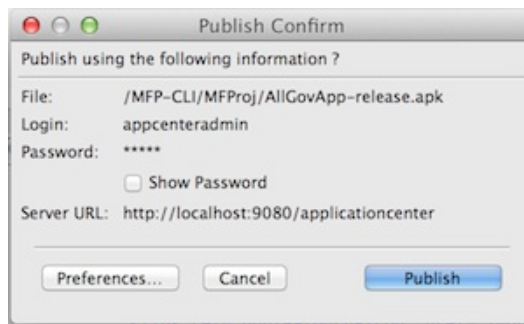 Publish Confirm
Publish using the following information ?
File: /MFP-CLI/MFProj/AllGovApp-release.apk
Login: appcenteradmin
Password: *****
Show Password
Server URL: http://localhost:9080/applicationcenter
Preferences... Cancel Publish